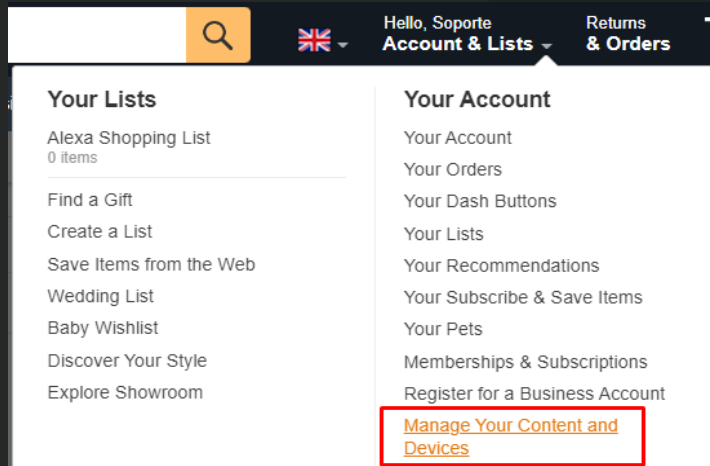 Hello, Soporte
Account & Lists
Returns
& Orders
Your Lists
Alexa Shopping List
0 items
Find a Gift
Create a List
Save Items from the Web
Wedding List
Baby Wishlist
Discover Your Style
Explore Showroom
Your Account
Your Account
Your Orders
Your Dash Buttons
Your Lists
Your Recommendations
Your Subscribe & Save Items
Your Pets
Memberships & Subscriptions
Register for a Business Account
Manage Your Content and
Devices